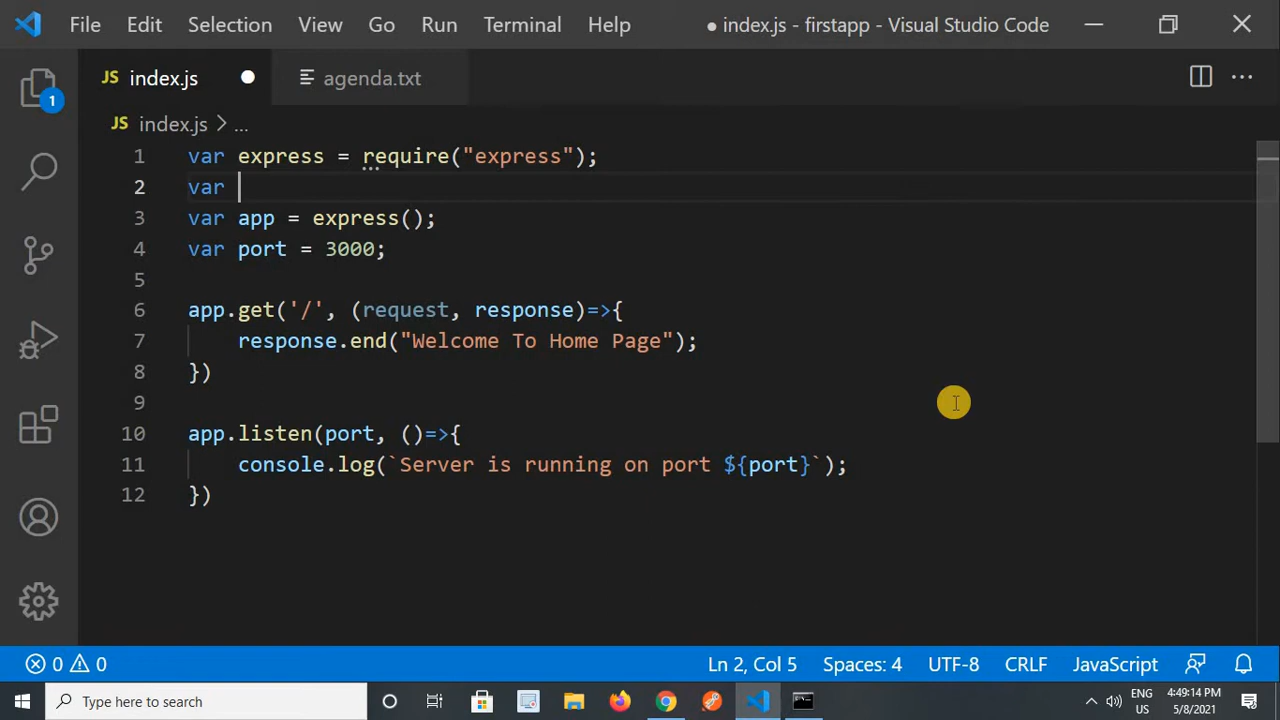 File Edit Selection View Go Run Terminal Help ● index.js - firstapp - Visual Studio Code
JS index.js ● agenda.txt
1
JS index.js > ...
1 var express = require("express");
2 var
3 var app = express();
4 var port = 3000;
5
6 app.get('/', (request, response)=>{
7 response.end("Welcome To Home Page");
8 })
9
10 app.listen(port, ()=>{
11 console.log(`Server is running on port ${port}`);
12 })
0 0 Ln 2, Col 5 Spaces: 4 UTF-8 CRLF JavaScript
Type here to search
ENG
US
4:49:14 PM
5/8/2021